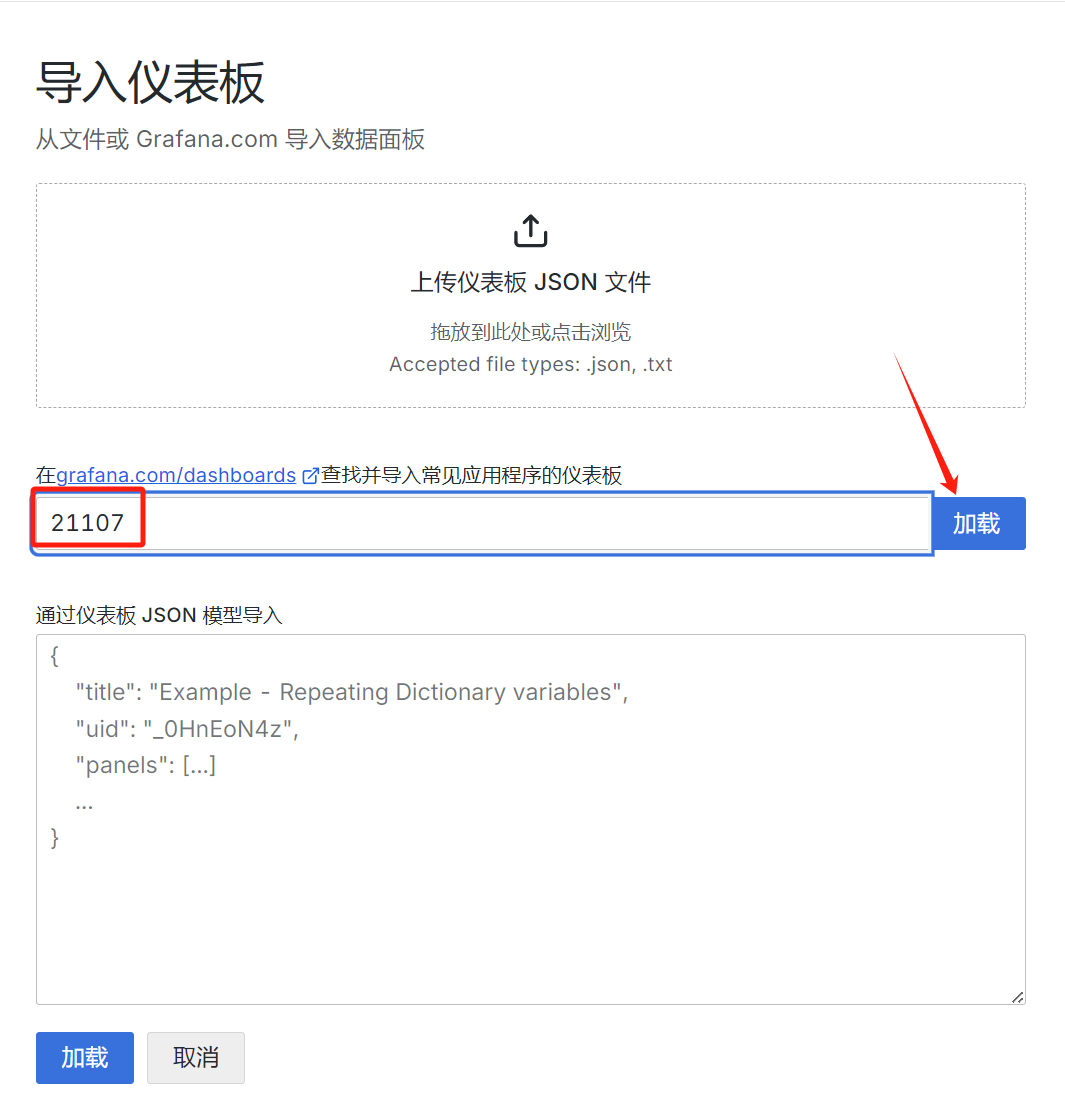 导入仪表板
从文件或 Grafana.com 导入数据面板
上传仪表板 JSON 文件
拖放到此处或点击浏览
Accepted file types: .json, .txt
在grafana.com/dashboards查找并导入常见应用程序的仪表板
21107
加载
通过仪表板 JSON 模型导入
{
"title": "Example - Repeating Dictionary variables",
"uid": "_0HnEoN4z",
"panels": [...]
...
}
加载 取消